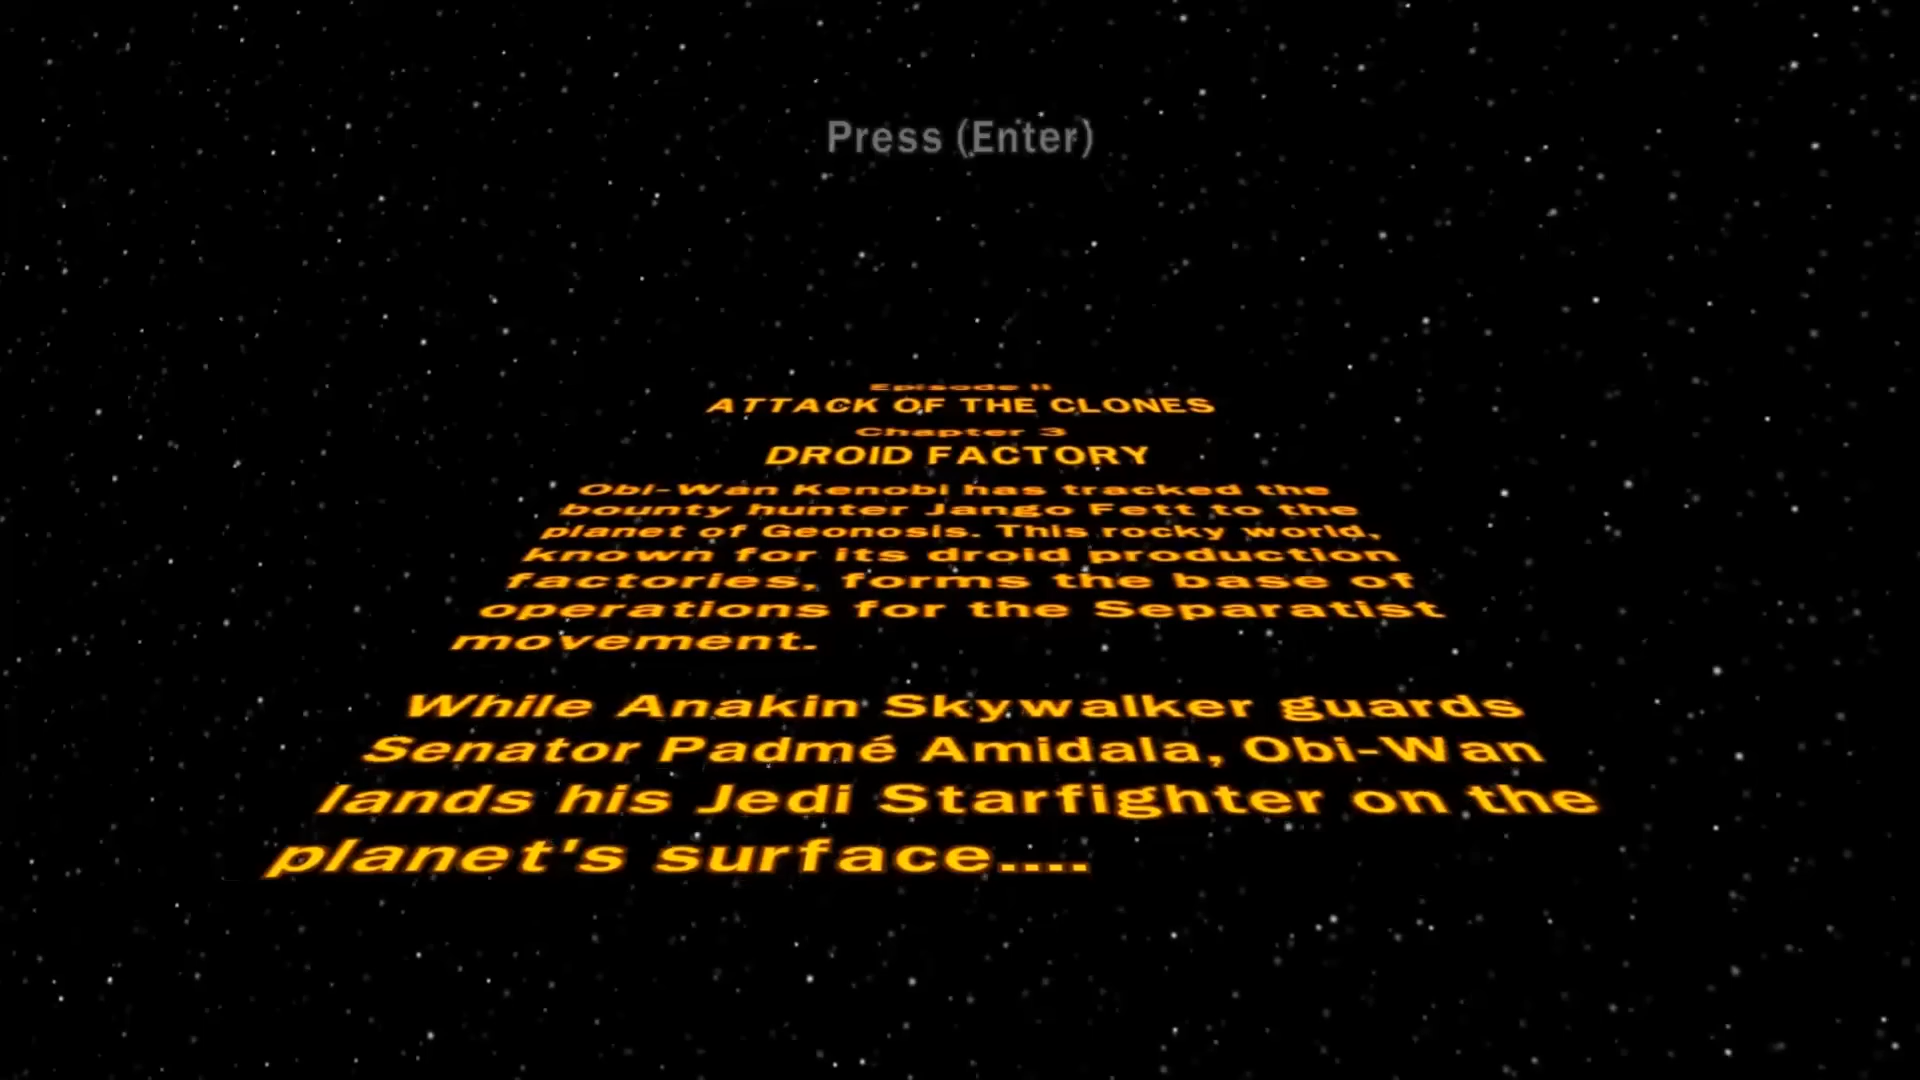 Press (Enter)
Episode II
ATTACK OF THE CLONES
Chapter 3
DROID FACTORY
Obi-Wan Kenobi has tracked the
bounty hunter Jango Fett to the
planet of Geonosis. This rocky world,
known for its droid production
factories, forms the base of
operations for the Separatist
movement.
While Anakin Skywalker guards
Senator Padmé Amidala, Obi-Wan
lands his Jedi Starfighter on the
planet's surface....